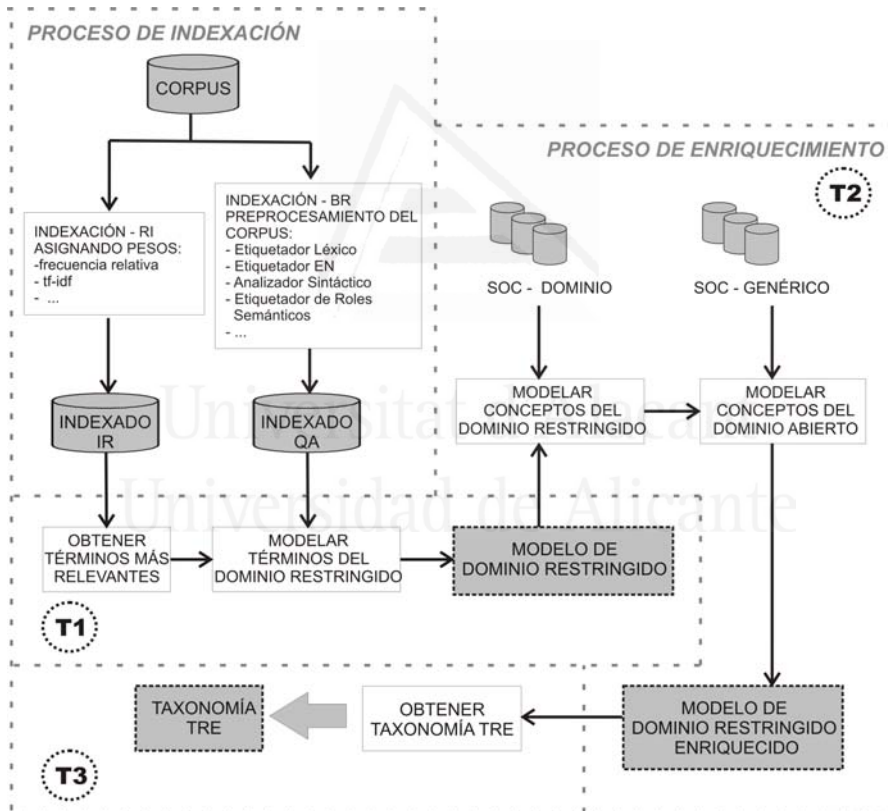 PROCESO DE INDEXACIÓN
CORPUS
INDEXACIÓN - RI
ASIGNANDO PESOS:
-frecuencia relativa
- tf-idf
- ...
INDEXACIÓN - BR
PREPROCESAMIENTO DEL
CORPUS:
- Etiquetador Léxico
- Etiquetador EN
- Analizador Sintáctico
- Etiquetador de Roles
Semánticos
- ...
INDEXADO
IR
INDEXADO
QA
PROCESO DE ENRIQUECIMIENTO
T2
SOC - DOMINIO
SOC - GENÉRICO
MODELAR
CONCEPTOS DEL
DOMINIO RESTRINGIDO
MODELAR
CONCEPTOS DEL
DOMINIO ABIERTO
Universitat d'Alacant
Universidad de Alicante
OBTENER
TÉRMINOS MÁS
RELEVANTES
MODELAR
TÉRMINOS DEL
DOMINIO RESTRINGIDO
MODELO DE
DOMINIO RESTRINGIDO
T1
TAXONOMÍA
TRE
OBTENER
TAXONOMÍA TRE
MODELO DE
DOMINIO RESTRINGIDO
ENRIQUECIDO
T3